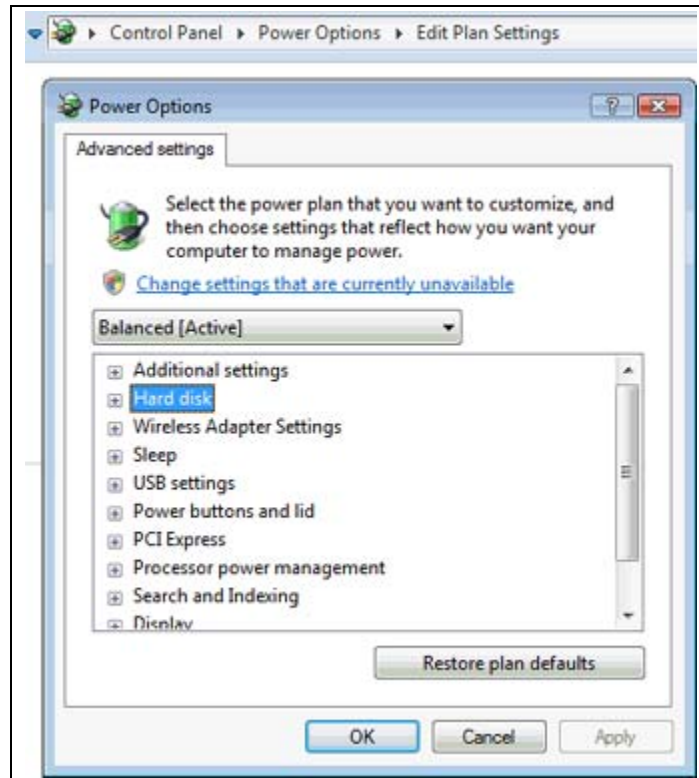 Control Panel Power Options Edit Plan Settings
Power Options
Advanced settings
Select the power plan that you want to customize, and
then choose settings that reflect how you want your
computer to manage power.
Change settings that are currently unavailable
Balanced [Active]
Additional settings
Hard disk
Wireless Adapter Settings
Sleep
USB settings
Power buttons and lid
PCI Express
Processor power management
Search and Indexing
Display
Restore plan defaults
OK Cancel Apply